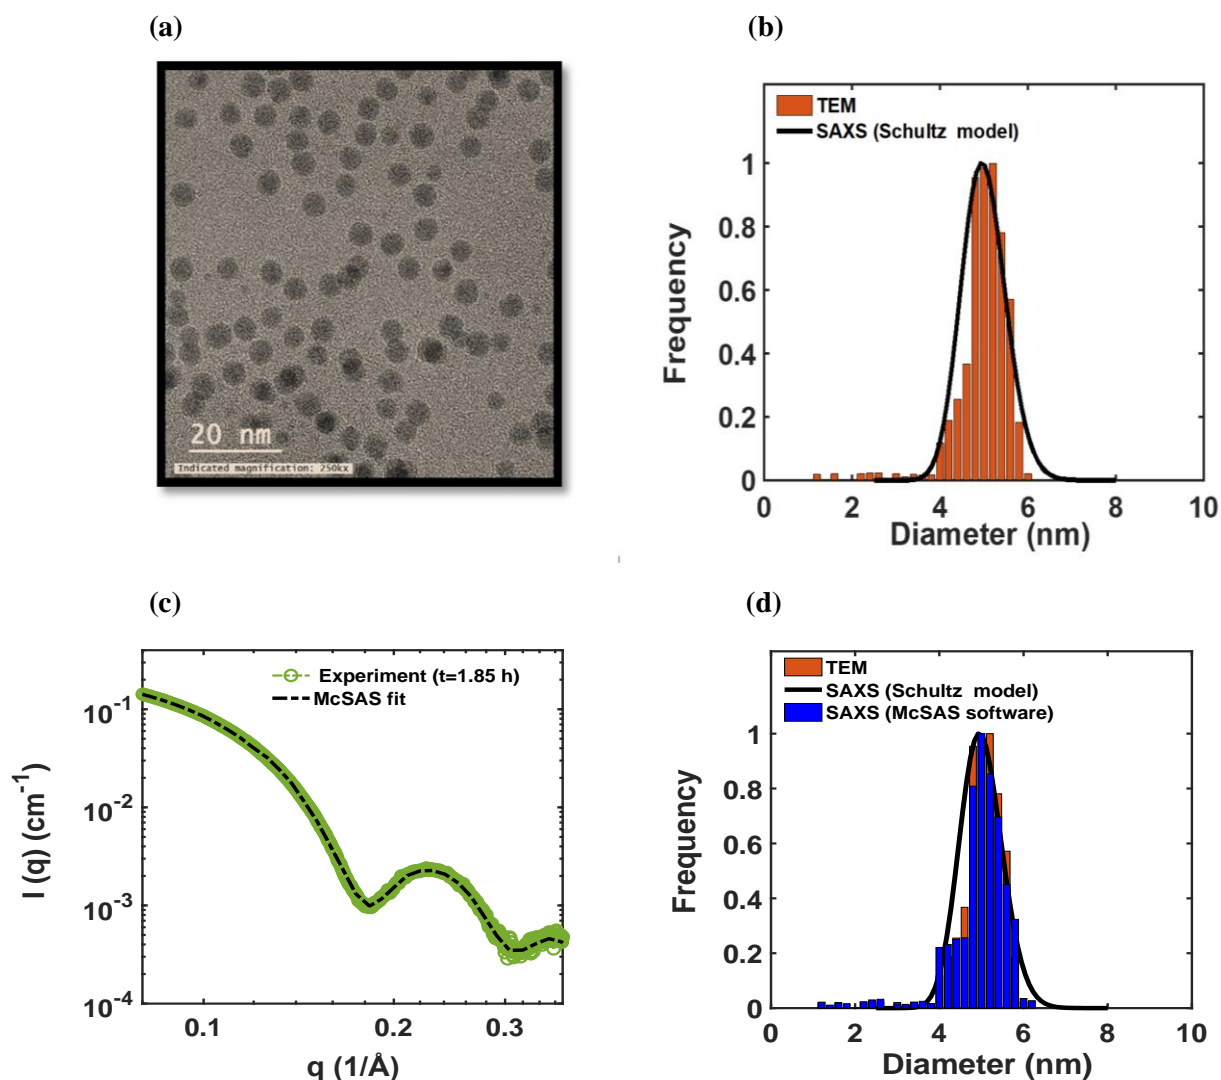 (a)
20 nm
Indicated magnification: 250kx
(b)
TEM
SAXS (Schultz model)
1
0.8
0.6
0.4
0.2
0
0 2 4 6 8 10
Frequency
Diameter (nm)
(c)
Experiment (t=1.85 h)
McSAS fit
10-1
10-2
10-3
10-4
0.1 0.2 0.3
I (q) (cm-1)
q (1/Å)
(d)
TEM
SAXS (Schultz model)
SAXS (McSAS software)
1
0.8
0.6
0.4
0.2
0
0 2 4 6 8 10
Frequency
Diameter (nm)